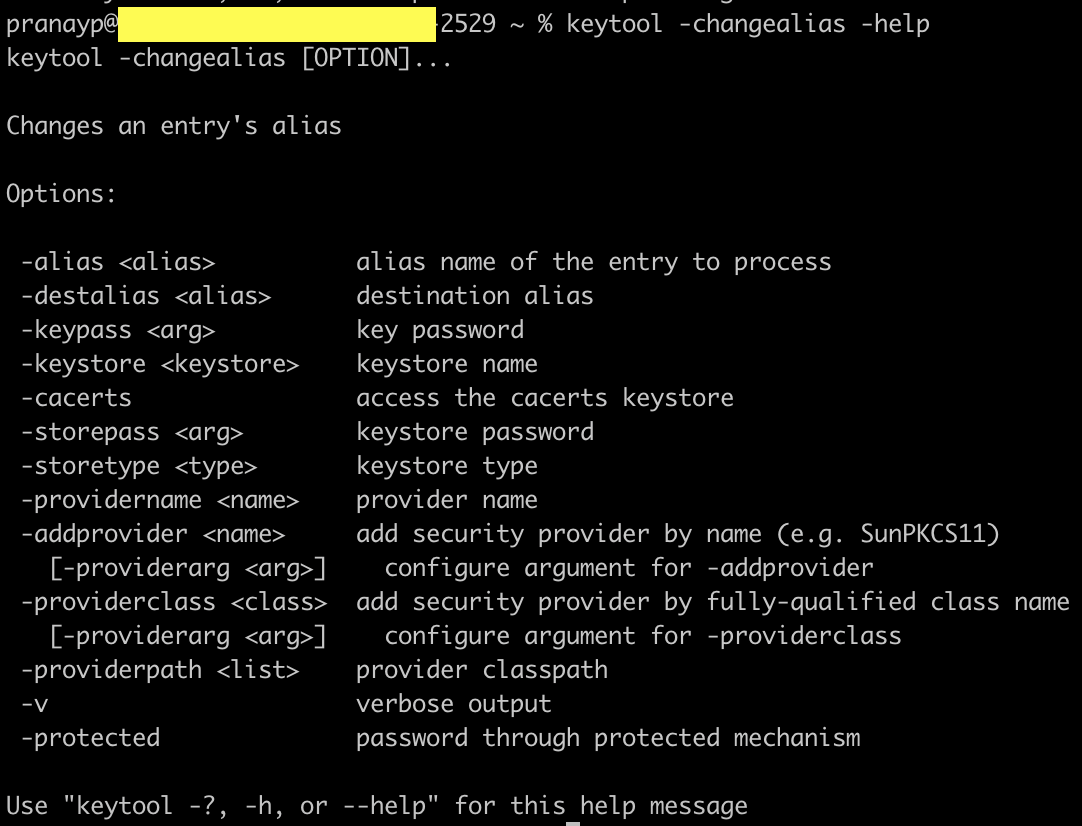 pranayp@ -2529 ~ % keytool -changealias -help
keytool -changealias [OPTION]...
Changes an entry's alias
Options:
-alias <alias> alias name of the entry to process
-destalias <alias> destination alias
-keypass <arg> key password
-keystore <keystore> keystore name
-cacerts access the cacerts keystore
-storepass <arg> keystore password
-storetype <type> keystore type
-providername <name> provider name
-addprovider <name> add security provider by name (e.g. SunPKCS11)
[-providerarg <arg>] configure argument for -addprovider
-providerclass <class> add security provider by fully-qualified class name
[-providerarg <arg>] configure argument for -providerclass
-providerpath <list> provider classpath
-v verbose output
-protected password through protected mechanism
Use "keytool -?, -h, or --help" for this help message